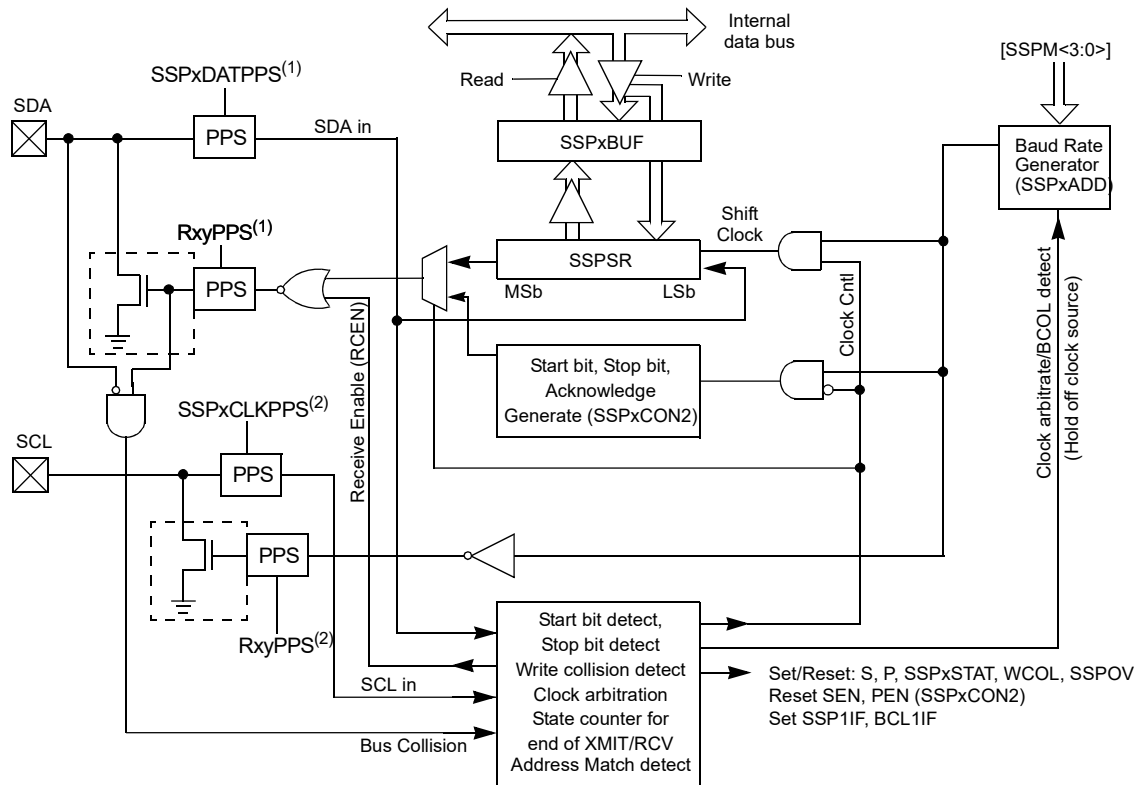 Internal
data bus
[SSPM<3:0>]
SSPxDATPPS(1)
Read
Write
SDA
PPS
SDA in
SSPxBUF
Baud Rate
Generator
(SSPxADD)
RxyPPS(1)
Shift
Clock
PPS
SSPSR
MSb
LSb
Clock Cntl
Clock arbitrate/BCOL detect
(Hold off clock source)
Receive Enable (RCEN)
Start bit, Stop bit,
Acknowledge
Generate (SSPxCON2)
SSPxCLKPPS(2)
SCL
PPS
PPS
RxyPPS(2)
SCL in
Bus Collision
Start bit detect,
Stop bit detect
Write collision detect
Clock arbitration
State counter for
end of XMIT/RCV
Address Match detect
Set/Reset: S, P, SSPxSTAT, WCOL, SSPOV
Reset SEN, PEN (SSPxCON2)
Set SSP1IF, BCL1IF